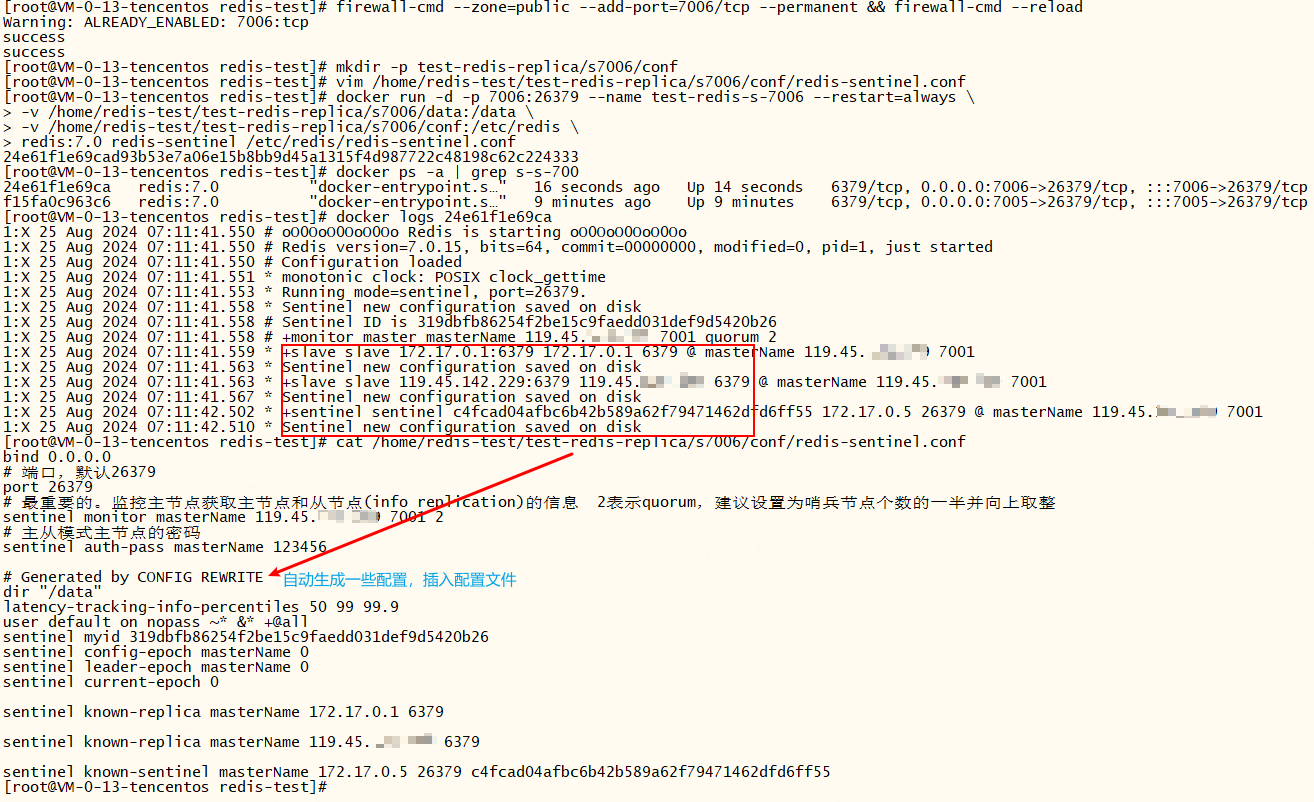 [root@VM-0-13-tencentos redis-test]# firewall-cmd --zone=public --add-port=7006/tcp --permanent && firewall-cmd --reload
Warning: ALREADY_ENABLED: 7006:tcp
success
success
[root@VM-0-13-tencentos redis-test]# mkdir -p test-redis-replica/s7006/conf
[root@VM-0-13-tencentos redis-test]# vim /home/redis-test/test-redis-replica/s7006/conf/redis-sentinel.conf
[root@VM-0-13-tencentos redis-test]# docker run -d -p 7006:26379 --name test-redis-s-7006 --restart=always \
> -v /home/redis-test/test-redis-replica/s7006/data:/data \
> -v /home/redis-test/test-redis-replica/s7006/conf:/etc/redis \
> redis:7.0 redis-sentinel /etc/redis/redis-sentinel.conf
24e61f1e69cad93b53e7a06e15b8bb9d45a1315f4d987722c48198c62c224333
[root@VM-0-13-tencentos redis-test]# docker ps -a | grep s-s-700
24e61f1e69ca redis:7.0 "docker-entrypoint.s…" 16 seconds ago Up 14 seconds 6379/tcp, 0.0.0.0:7006->26379/tcp, :::7006->26379/tcp
f15fa0c963c6 redis:7.0 "docker-entrypoint.s…" 9 minutes ago Up 9 minutes 6379/tcp, 0.0.0.0:7005->26379/tcp, :::7005->26379/tcp
[root@VM-0-13-tencentos redis-test]# docker logs 24e61f1e69ca
1:X 25 Aug 2024 07:11:41.550 # oO0OoO0OoO0Oo Redis is starting oO0OoO0OoO0Oo
1:X 25 Aug 2024 07:11:41.550 # Redis version=7.0.15, bits=64, commit=00000000, modified=0, pid=1, just started
1:X 25 Aug 2024 07:11:41.550 # Configuration loaded
1:X 25 Aug 2024 07:11:41.551 * monotonic clock: POSIX clock_gettime
1:X 25 Aug 2024 07:11:41.553 * Running mode=sentinel, port=26379.
1:X 25 Aug 2024 07:11:41.558 * Sentinel new configuration saved on disk
1:X 25 Aug 2024 07:11:41.558 # Sentinel ID is 319dbfb86254f2be15c9faedd031def9d5420b26
1:X 25 Aug 2024 07:11:41.558 # +monitor master masterName 119.45. 7001 quorum 2
1:X 25 Aug 2024 07:11:41.559 * +slave slave 172.17.0.1:6379 172.17.0.1 6379 @ masterName 119.45. 7001
1:X 25 Aug 2024 07:11:41.563 * Sentinel new configuration saved on disk
1:X 25 Aug 2024 07:11:41.563 * +slave slave 119.45.142.229:6379 119.45. 6379 @ masterName 119.45. 7001
1:X 25 Aug 2024 07:11:41.567 * Sentinel new configuration saved on disk
1:X 25 Aug 2024 07:11:42.502 * +sentinel sentinel c4fcad04afbc6b42b589a62f79471462dfd6ff55 172.17.0.5 26379 @ masterName 119.45. 7001
1:X 25 Aug 2024 07:11:42.510 * Sentinel new configuration saved on disk
[root@VM-0-13-tencentos redis-test]# cat /home/redis-test/test-redis-replica/s7006/conf/redis-sentinel.conf
bind 0.0.0.0
# 端口，默认26379
port 26379
# 最重要的。监控主节点获取主节点和从节点(info replication)的信息 2表示quorum，建议设置为哨兵节点个数的一半并向上取整
sentinel monitor masterName 119.45. 7001 2
# 主从模式主节点的密码
sentinel auth-pass masterName 123456
# Generated by CONFIG REWRITE
自动生成一些配置，插入配置文件
dir "/data"
latency-tracking-info-percentiles 50 99 99.9
user default on nopass ~* &* +@all
sentinel myid 319dbfb86254f2be15c9faedd031def9d5420b26
sentinel config-epoch masterName 0
sentinel leader-epoch masterName 0
sentinel current-epoch 0
sentinel known-replica masterName 172.17.0.1 6379
sentinel known-replica masterName 119.45. 6379
sentinel known-sentinel masterName 172.17.0.5 26379 c4fcad04afbc6b42b589a62f79471462dfd6ff55
[root@VM-0-13-tencentos redis-test]#